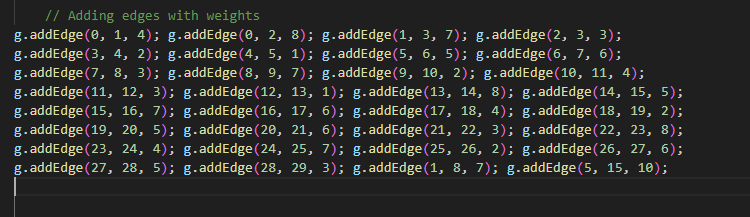 // Adding edges with weights
g.addEdge(0, 1, 4); g.addEdge(0, 2, 8); g.addEdge(1, 3, 7); g.addEdge(2, 3, 3);
g.addEdge(3, 4, 2); g.addEdge(4, 5, 1); g.addEdge(5, 6, 5); g.addEdge(6, 7, 6);
g.addEdge(7, 8, 3); g.addEdge(8, 9, 7); g.addEdge(9, 10, 2); g.addEdge(10, 11, 4);
g.addEdge(11, 12, 3); g.addEdge(12, 13, 1); g.addEdge(13, 14, 8); g.addEdge(14, 15, 5);
g.addEdge(15, 16, 7); g.addEdge(16, 17, 6); g.addEdge(17, 18, 4); g.addEdge(18, 19, 2);
g.addEdge(19, 20, 5); g.addEdge(20, 21, 6); g.addEdge(21, 22, 3); g.addEdge(22, 23, 8);
g.addEdge(23, 24, 4); g.addEdge(24, 25, 7); g.addEdge(25, 26, 2); g.addEdge(26, 27, 6);
g.addEdge(27, 28, 5); g.addEdge(28, 29, 3); g.addEdge(1, 8, 7); g.addEdge(5, 15, 10);